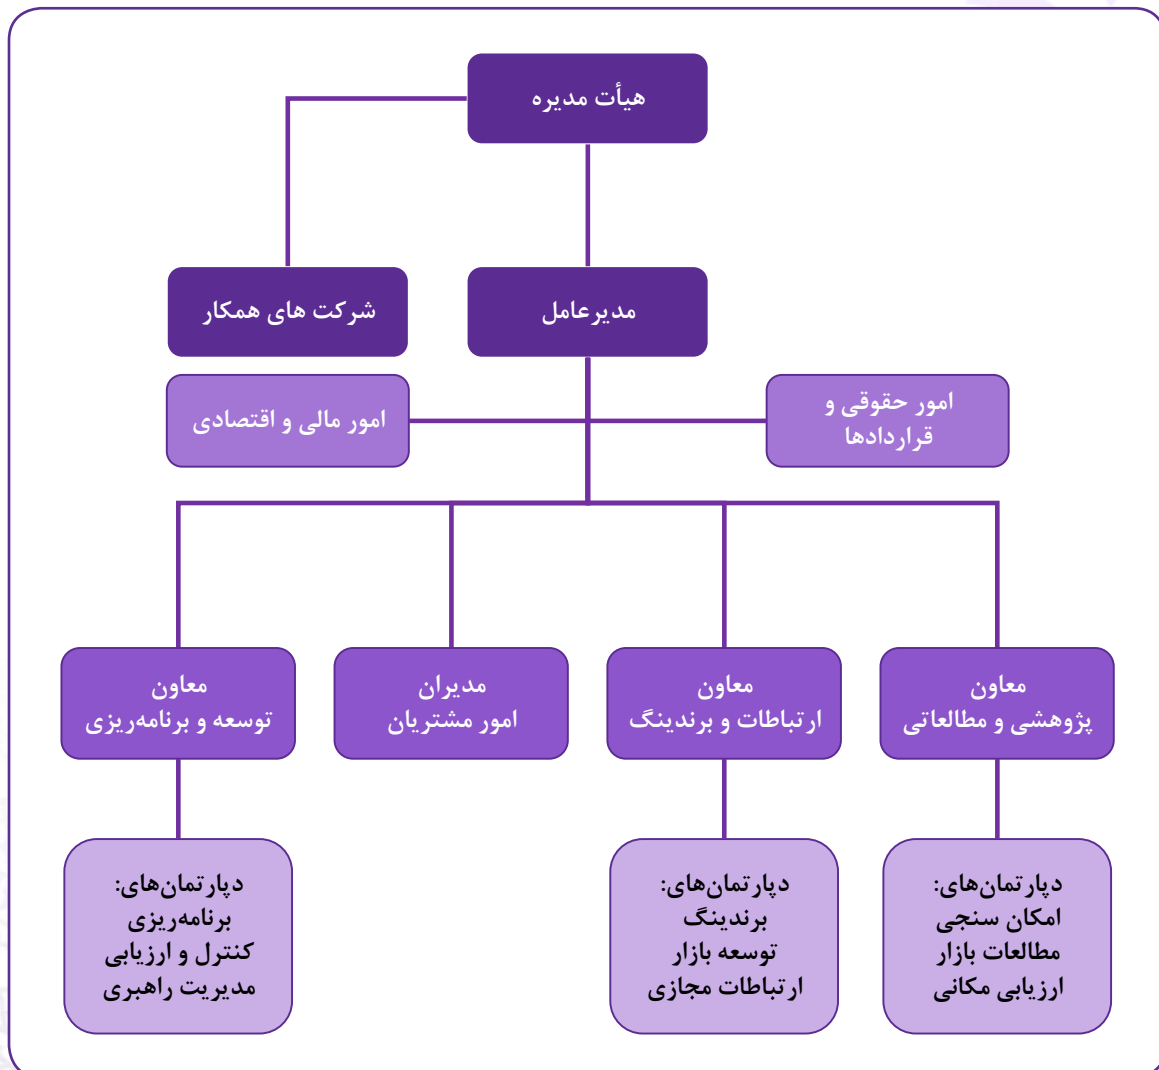 هیأت مدیره
مدیرعامل
شرکت های همکار
امور حقوقی و
قراردادها
امور مالی و اقتصادی
معاون
پژوهشی و مطالعاتی
معاون
ارتباطات و برندینگ
مدیران
امور مشتریان
معاون
توسعه و برنامه‌ریزی
دپارتمان‌های:
امکان سنجی
مطالعات بازار
ارزیابی مکانی
دپارتمان‌های:
برندینگ
توسعه بازار
ارتباطات مجازی
دپارتمان‌های:
برنامه‌ریزی
کنترل و ارزیابی
مدیریت راهبری